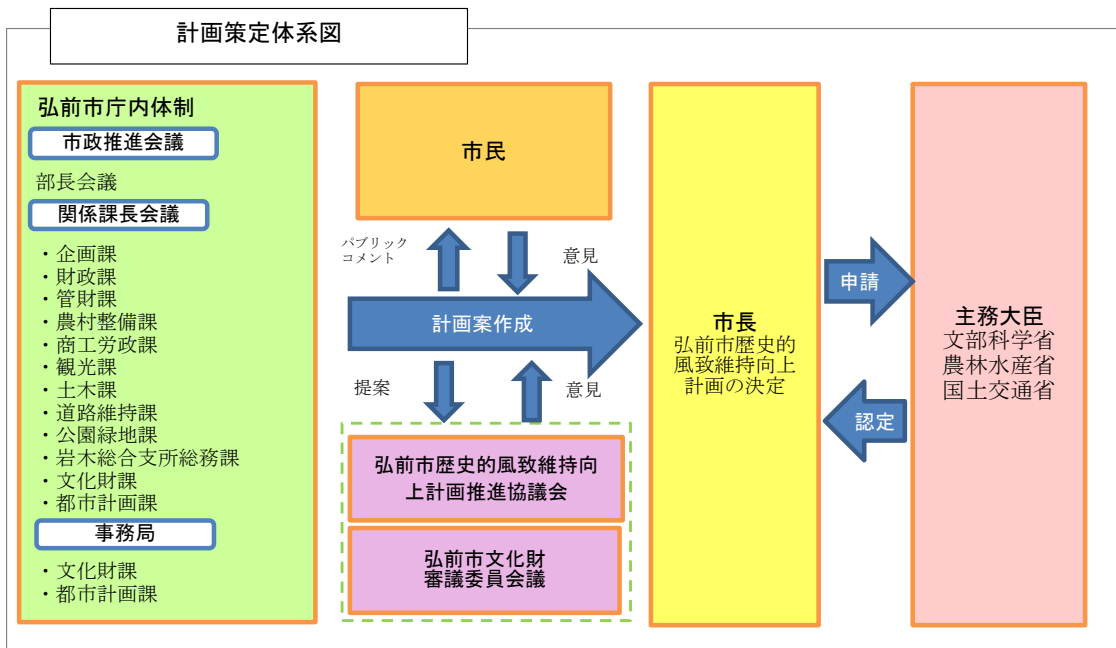 計画策定体系図
弘前市庁内体制
市政推進会議
部長会議
関係課長会議
・企画課
・財政課
・管財課
・農村整備課
・商工労政課
・観光課
・土木課
・道路維持課
・公園緑地課
・岩木総合支所総務課
・文化財課
・都市計画課
事務局
・文化財課
・都市計画課
市民
パブリック
コメント
意見
計画案作成
提案
意見
弘前市歴史的風致維持向
上計画推進協議会
弘前市文化財
審議委員会議
市長
弘前市歴史的
風致維持向上
計画の決定
申請
認定
主務大臣
文部科学省
農林水産省
国土交通省